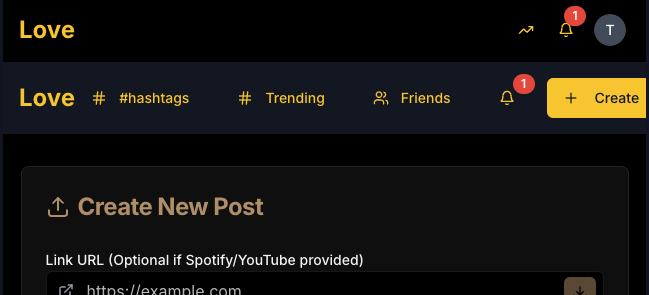 Love 1 T
Love #hashtags Trending Friends 1 + Create
Create New Post
Link URL (Optional if Spotify/YouTube provided)
https://example.com